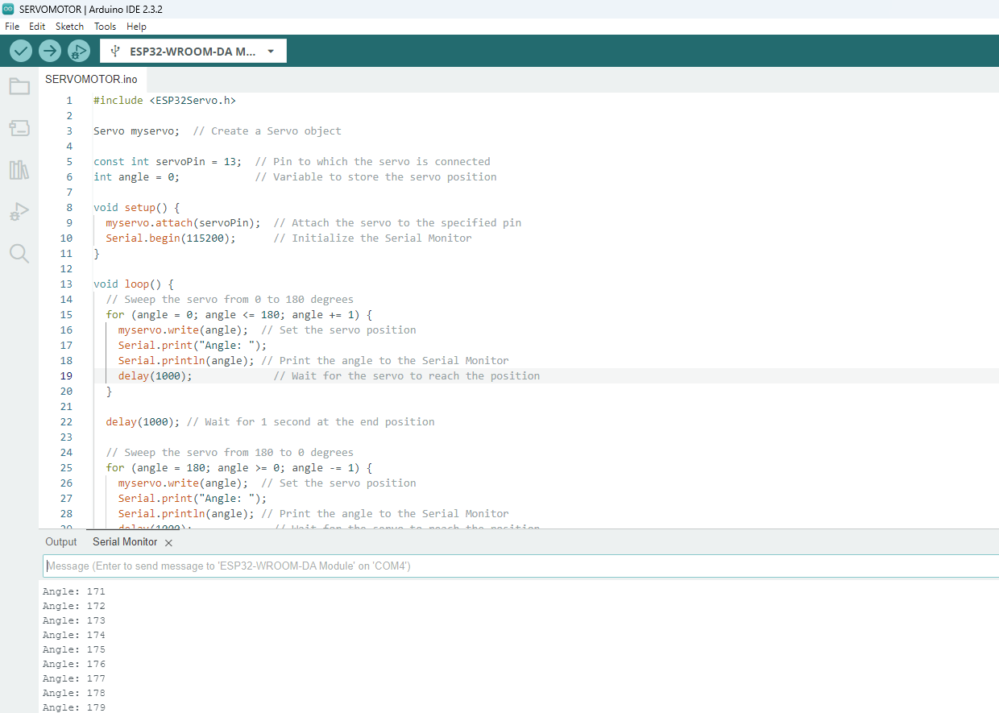 SERVOMOTOR | Arduino IDE 2.3.2
File Edit Sketch Tools Help
ESP32-WROOM-DA M...
SERVOMOTOR.ino
1 #include <ESP32Servo.h>
2
3 Servo myservo;  // Create a Servo object
4
5 const int servoPin = 13;  // Pin to which the servo is connected
6 int angle = 0;            // Variable to store the servo position
7
8 void setup() {
9   myservo.attach(servoPin);  // Attach the servo to the specified pin
10   Serial.begin(115200);      // Initialize the Serial Monitor
11 }
12
13 void loop() {
14   // Sweep the servo from 0 to 180 degrees
15   for (angle = 0; angle <= 180; angle += 1) {
16     myservo.write(angle);  // Set the servo position
17     Serial.print("Angle: ");
18     Serial.println(angle); // Print the angle to the Serial Monitor
19     delay(1000);             // Wait for the servo to reach the position
20   }
21
22   delay(1000); // Wait for 1 second at the end position
23
24   // Sweep the servo from 180 to 0 degrees
25   for (angle = 180; angle >= 0; angle -= 1) {
26     myservo.write(angle);  // Set the servo position
27     Serial.print("Angle: ");
28     Serial.println(angle); // Print the angle to the Serial Monitor
29     delay(1000);             // Wait for the servo to reach the position
Output Serial Monitor
Message (Enter to send message to 'ESP32-WROOM-DA Module' on 'COM4')
Angle: 171
Angle: 172
Angle: 173
Angle: 174
Angle: 175
Angle: 176
Angle: 177
Angle: 178
Angle: 179